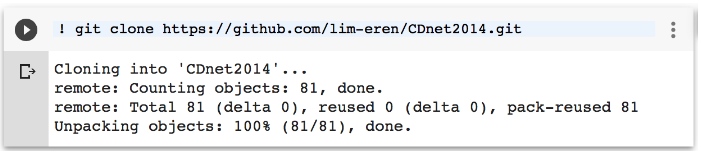 ! git clone https://github.com/lim-eren/CDnet2014.git
Cloning into 'CDnet2014'...
remote: Counting objects: 81, done.
remote: Total 81 (delta 0), reused 0 (delta 0), pack-reused 81
Unpacking objects: 100% (81/81), done.